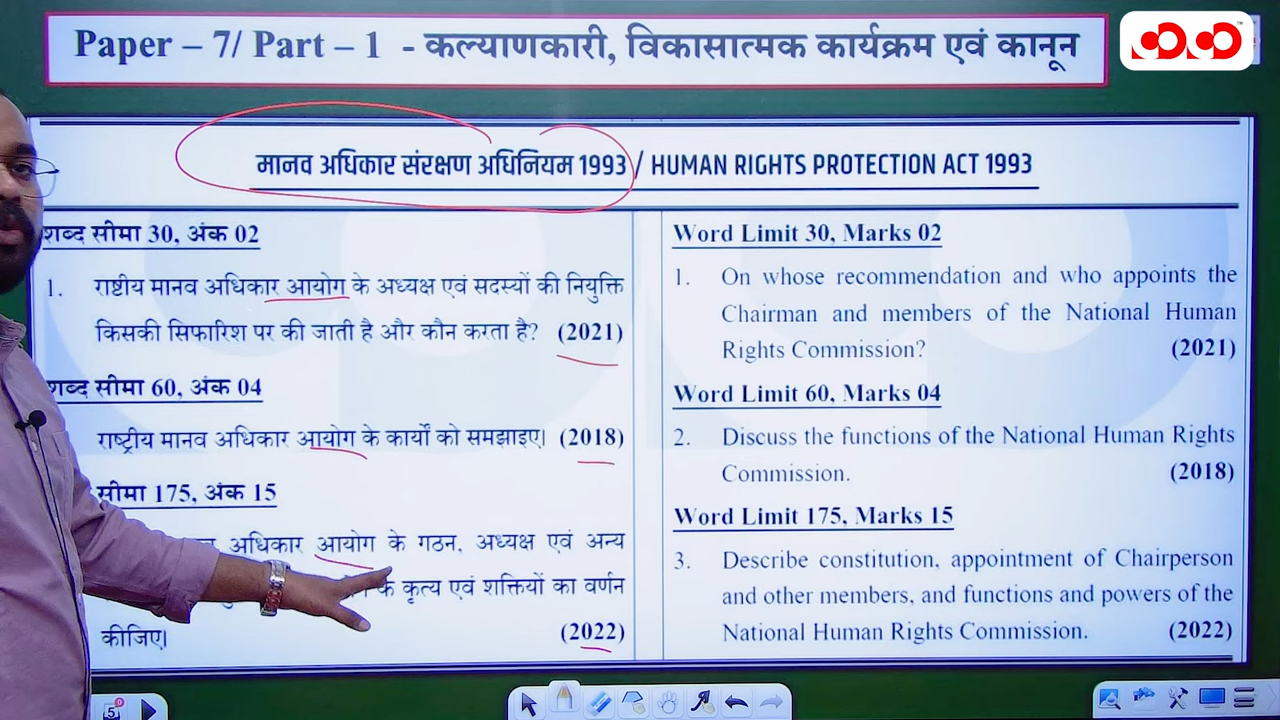 Paper – 7/ Part – 1 - कल्याणकारी, विकासात्मक कार्यक्रम एवं कानून
मानव अधिकार संरक्षण अधिनियम 1993 / HUMAN RIGHTS PROTECTION ACT 1993
शब्द सीमा 30, अंक 02
1. राष्टीय मानव अधिकार आयोग के अध्यक्ष एवं सदस्यों की नियुक्ति
किसकी सिफारिश पर की जाती है और कौन करता है? (2021)
शब्द सीमा 60, अंक 04
राष्ट्रीय मानव अधिकार आयोग के कार्यों को समझाइए। (2018)
सीमा 175, अंक 15
अधिकार आयोग के गठन, अध्यक्ष एवं अन्य
के कृत्य एवं शक्तियों का वर्णन
कीजिए। (2022)
Word Limit 30, Marks 02
1. On whose recommendation and who appoints the
Chairman and members of the National Human
Rights Commission? (2021)
Word Limit 60, Marks 04
2. Discuss the functions of the National Human Rights
Commission. (2018)
Word Limit 175, Marks 15
3. Describe constitution, appointment of Chairperson
and other members, and functions and powers of the
National Human Rights Commission. (2022)